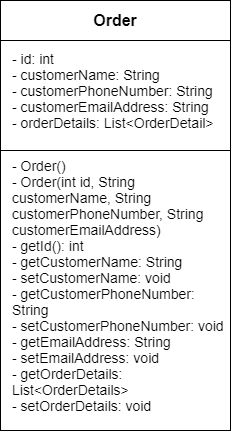 Order
- id: int
- customerName: String
- customerPhoneNumber: String
- customerEmailAddress: String
- orderDetails: List<OrderDetail>
- Order()
- Order(int id, String
customerName, String
customerPhoneNumber, String
customerEmailAddress)
- getId(): int
- getCustomerName: String
- setCustomerName: void
- getCustomerPhoneNumber:
String
- setCustomerPhoneNumber: void
- getEmailAddress: String
- setEmailAddress: void
- getOrderDetails:
List<OrderDetails>
- setOrderDetails: void